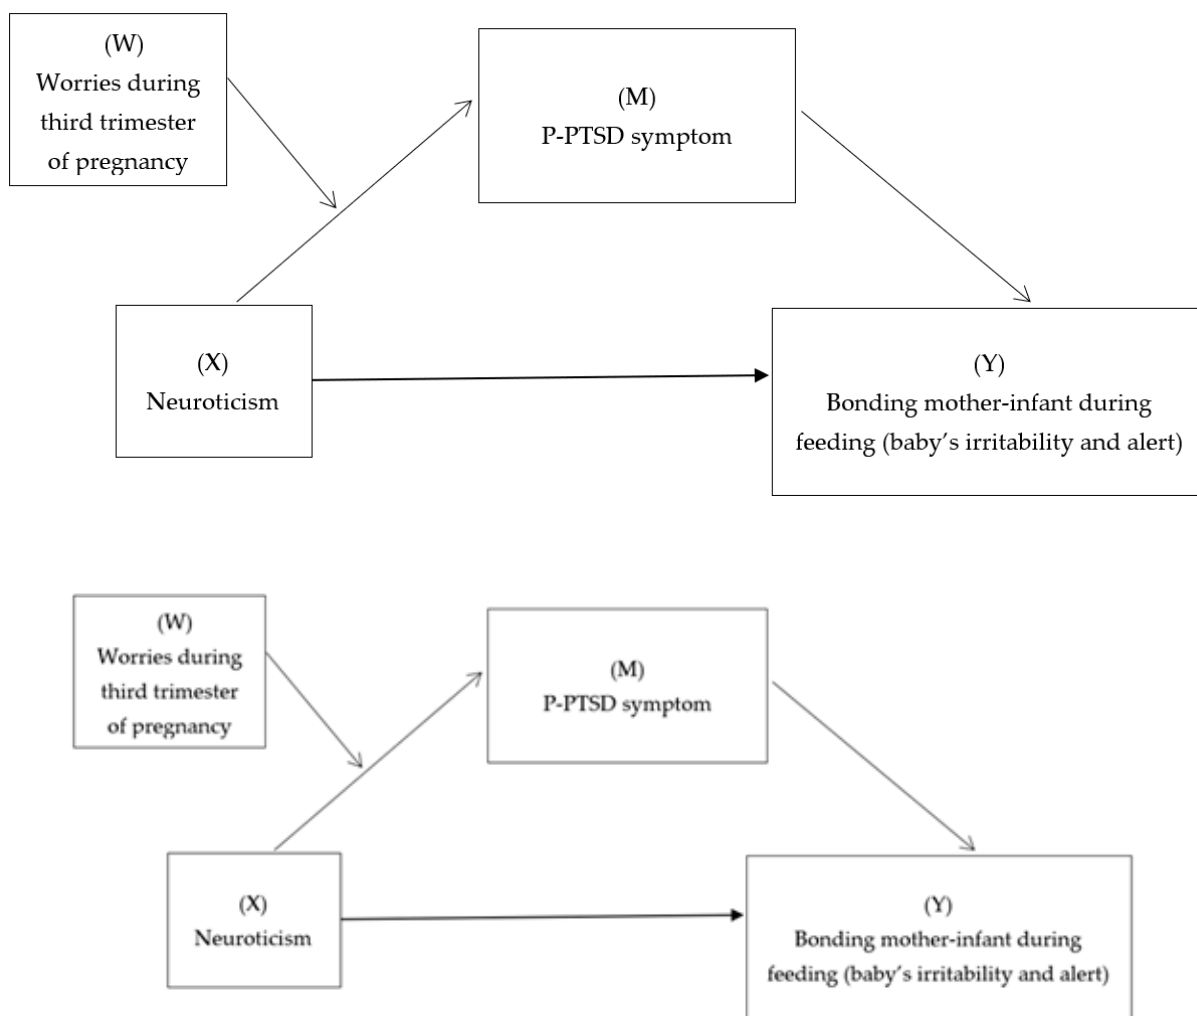 (W)
Worries during
third trimester
of pregnancy
(M)
P-PTSD symptom
(X)
Neuroticism
(Y)
Bonding mother-infant during
feeding (baby’s irritability and alert)
(W)
Worries during
third trimester
of pregnancy
(M)
P-PTSD symptom
(X)
Neuroticism
(Y)
Bonding mother-infant during
feeding (baby’s irritability and alert)